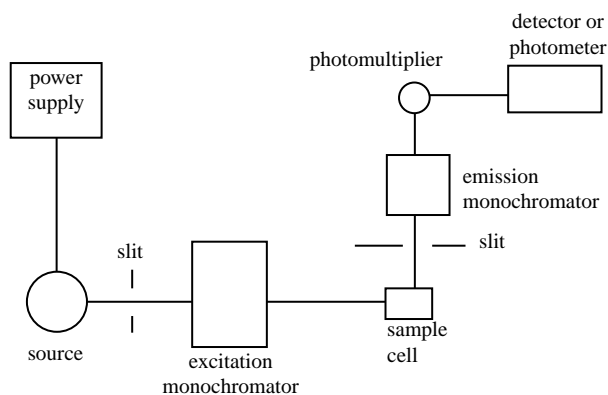 detector or
photometer
photomultiplier
power
supply
emission
monochromator
slit
slit
sample
cell
source
excitation
monochromator